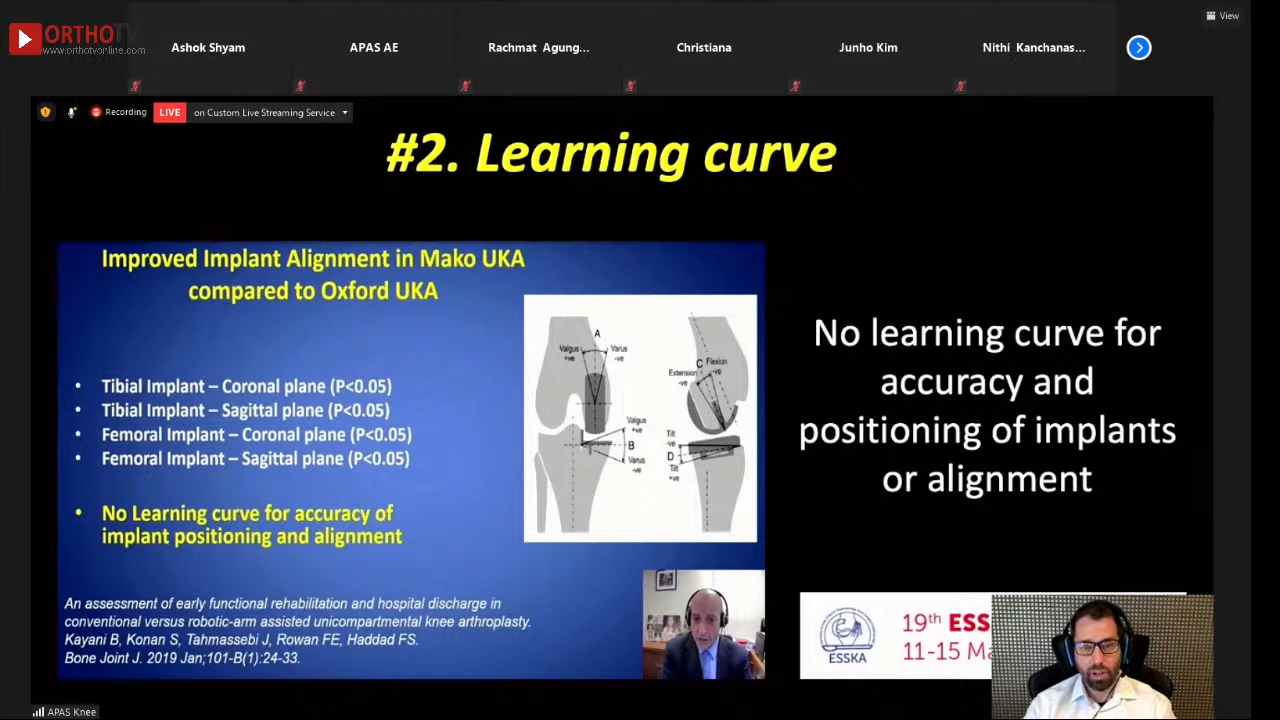 ORTHOTV
www.orthotvonline.com
View
Ashok Shyam
APAS AE
Rachmat Agung...
Christiana
Junho Kim
Nithi Kanchanas...
Recording
LIVE
on Custom Live Streaming Service
#2. Learning curve
Improved Implant Alignment in Mako UKA
compared to Oxford UKA
• Tibial Implant – Coronal plane (P<0.05)
• Tibial Implant – Sagittal plane (P<0.05)
• Femoral Implant – Coronal plane (P<0.05)
• Femoral Implant – Sagittal plane (P<0.05)
• No Learning curve for accuracy of
implant positioning and alignment
A
Valgus
+ve
Varus
-ve
Valgus
+ve
B
Varus
-ve
C
Flexion
-ve
Extension
-ve
Tilt
-ve
D
Tilt
+ve
An assessment of early functional rehabilitation and hospital discharge in
conventional versus robotic-arm assisted unicompartmental knee arthroplasty.
Kayani B, Konan S, Tahmassebi J, Rowan FE, Haddad FS.
Bone Joint J. 2019 Jan;101-B(1):24-33.
No learning curve for
accuracy and
positioning of implants
or alignment
ESSKA
19th ESS
11-15 Ma
APAS Knee